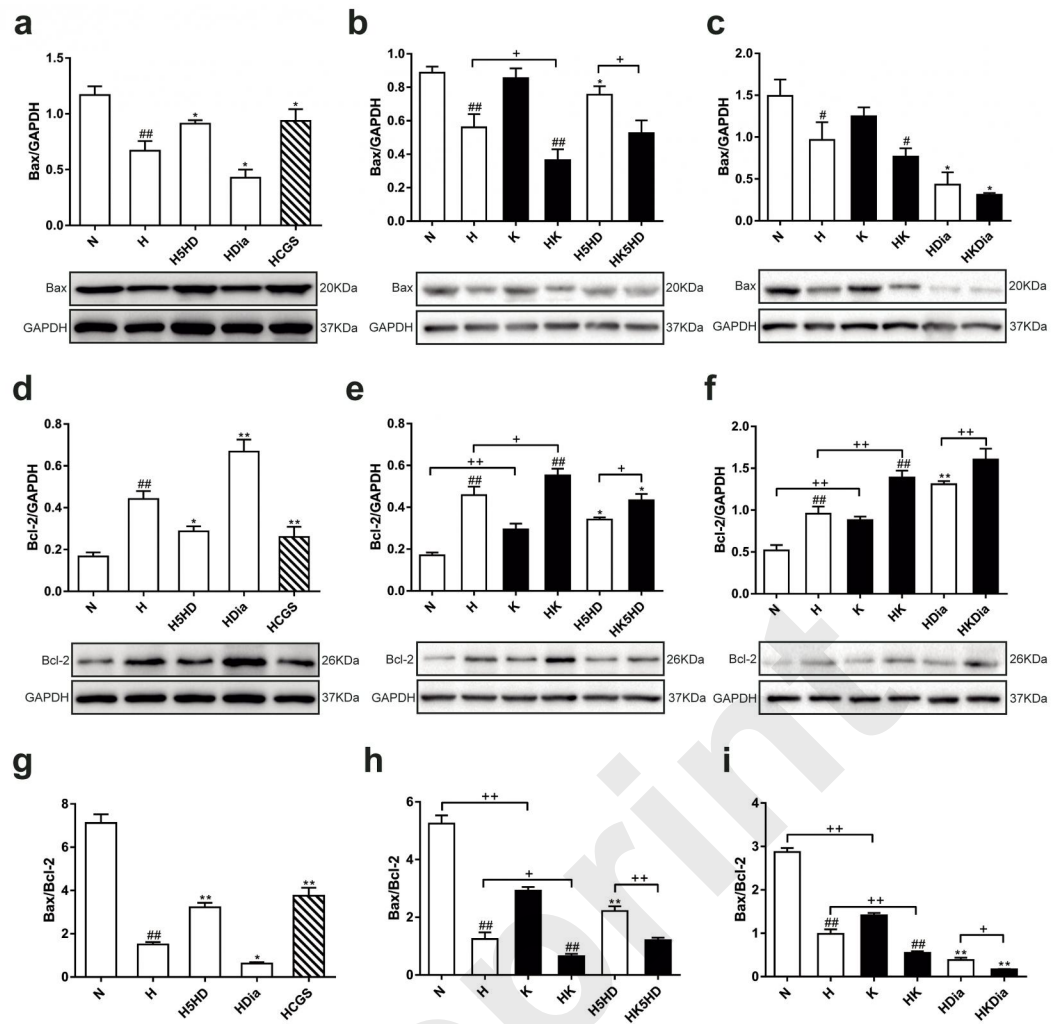 a
Bax/GAPDH
1.5
1.0
0.5
0.0
##
*
*
*
N H H5HD HDia HCGS
Bax 20KDa
GAPDH 37KDa
b
Bax/GAPDH
1.0
0.8
0.6
0.4
0.2
0.0
+
+
##
##
*
N H K HK H5HD HK5HD
Bax 20KDa
GAPDH 37KDa
c
Bax/GAPDH
2.0
1.5
1.0
0.5
0.0
#
#
*
*
N H K HK HDia HKDia
Bax 20KDa
GAPDH 37KDa
d
Bcl-2/GAPDH
0.8
0.6
0.4
0.2
0.0
##
*
**
**
N H H5HD HDia HCGS
Bcl-2 26KDa
GAPDH 37KDa
e
Bcl-2/GAPDH
0.8
0.6
0.4
0.2
0.0
++
+
+
##
##
*
*
N H K HK H5HD HK5HD
Bcl-2 26KDa
GAPDH 37KDa
f
Bcl-2/GAPDH
2.0
1.5
1.0
0.5
0.0
++
++
++
##
##
**
N H K HK HDia HKDia
Bcl-2 26KDa
GAPDH 37KDa
g
Bax/Bcl-2
8
6
4
2
0
##
**
*
**
N H H5HD HDia HCGS
h
Bax/Bcl-2
6
4
2
0
++
+
++
##
##
**
N H K HK H5HD HK5HD
i
Bax/Bcl-2
4
3
2
1
0
++
++
+
##
##
**
**
N H K HK HDia HKDia
print